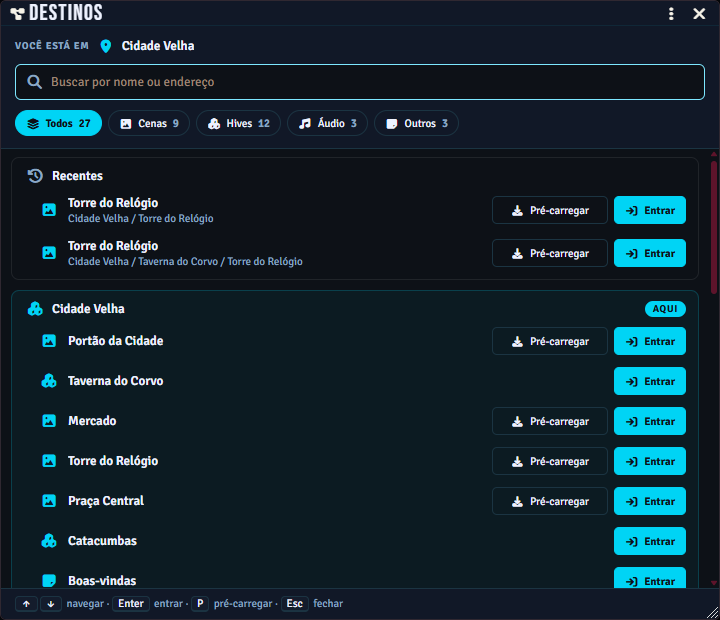 DESTINOS
VOCÊ ESTÁ EM Cidade Velha
Buscar por nome ou endereço
Todos 27 Cenas 9 Hives 12 Áudio 3 Outros 3
Recentes
Torre do Relógio
Cidade Velha / Torre do Relógio
Pré-carregar Entrar
Torre do Relógio
Cidade Velha / Taverna do Corvo / Torre do Relógio
Pré-carregar Entrar
Cidade Velha AQUI
Portão da Cidade Pré-carregar Entrar
Taverna do Corvo Entrar
Mercado Pré-carregar Entrar
Torre do Relógio Pré-carregar Entrar
Praça Central Pré-carregar Entrar
Catacumbas Entrar
Boas-vindas Entrar
↑ ↓ navegar · Enter entrar · P pré-carregar · Esc fechar